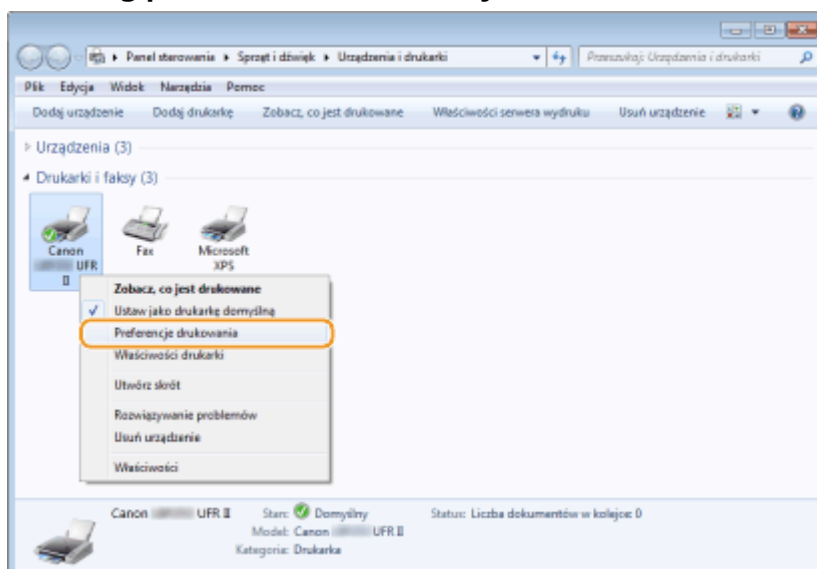 Panel sterowania ▸ Sprzęt i dźwięk ▸ Urządzenia i drukarki
Przeszukaj: Urządzenia i drukarki
Plik Edycja Widok Narzędzia Pomoc
Dodaj urządzenie Dodaj drukarkę Zobacz, co jest drukowane Właściwości serwera wydruku Usuń urządzenie
Urządzenia (3)
Drukarki i faksy (3)
Canon
UFR
II
Fax
Microsoft
XPS
Zobacz, co jest drukowane
Ustaw jako drukarkę domyślną
Preferencje drukowania
Właściwości drukarki
Utwórz skrót
Rozwiązywanie problemów
Usuń urządzenie
Właściwości
Canon UFR II
Stan: Domyślny
Status: Liczba dokumentów w kolejce: 0
Model: Canon UFR II
Kategoria: Drukarka